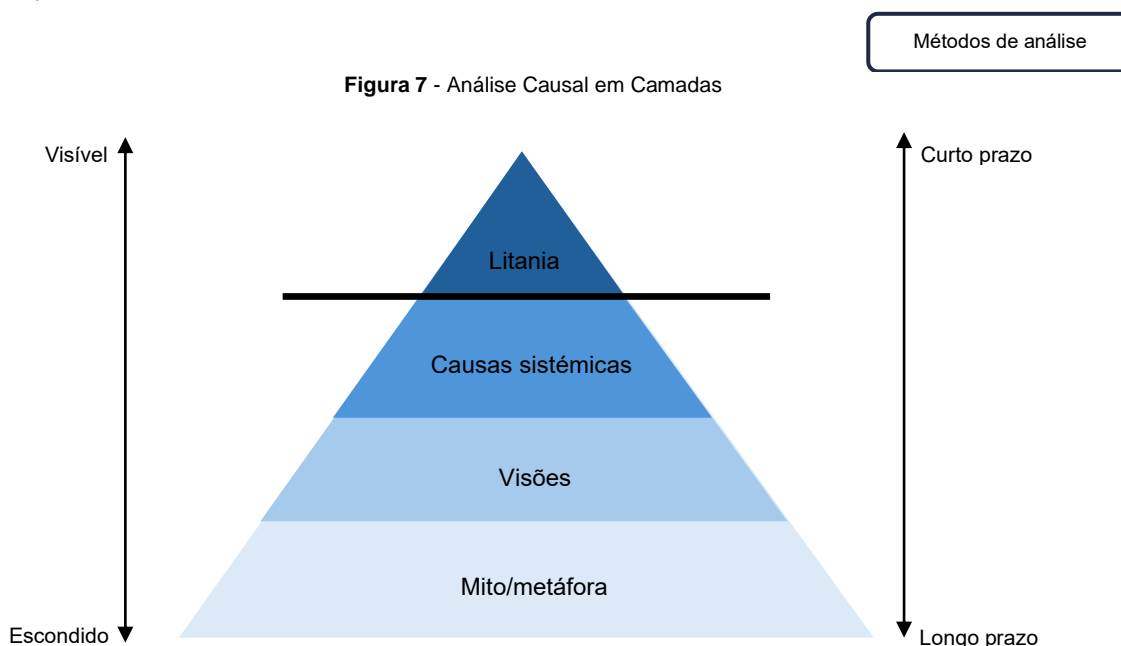 Métodos de análise
Figura 7 - Análise Causal em Camadas
Visível
Curto prazo
Litania
Causas sistémicas
Visões
Mito/metáfora
Escondido
Longo prazo